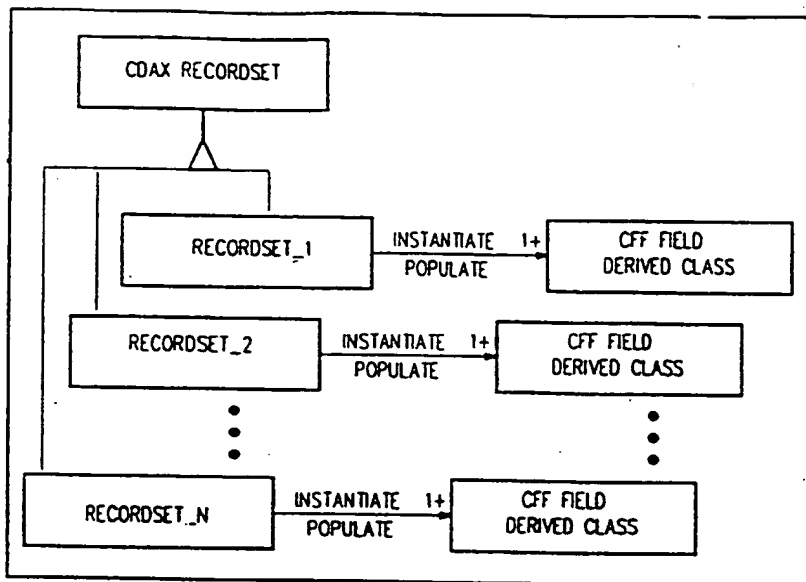 CDAX RECORDSET
RECORDSET_1
INSTANTIATE 1+
POPULATE
CFF FIELD
DERIVED CLASS
RECORDSET_2
INSTANTIATE 1+
POPULATE
CFF FIELD
DERIVED CLASS
RECORDSET_N
INSTANTIATE 1+
POPULATE
CFF FIELD
DERIVED CLASS